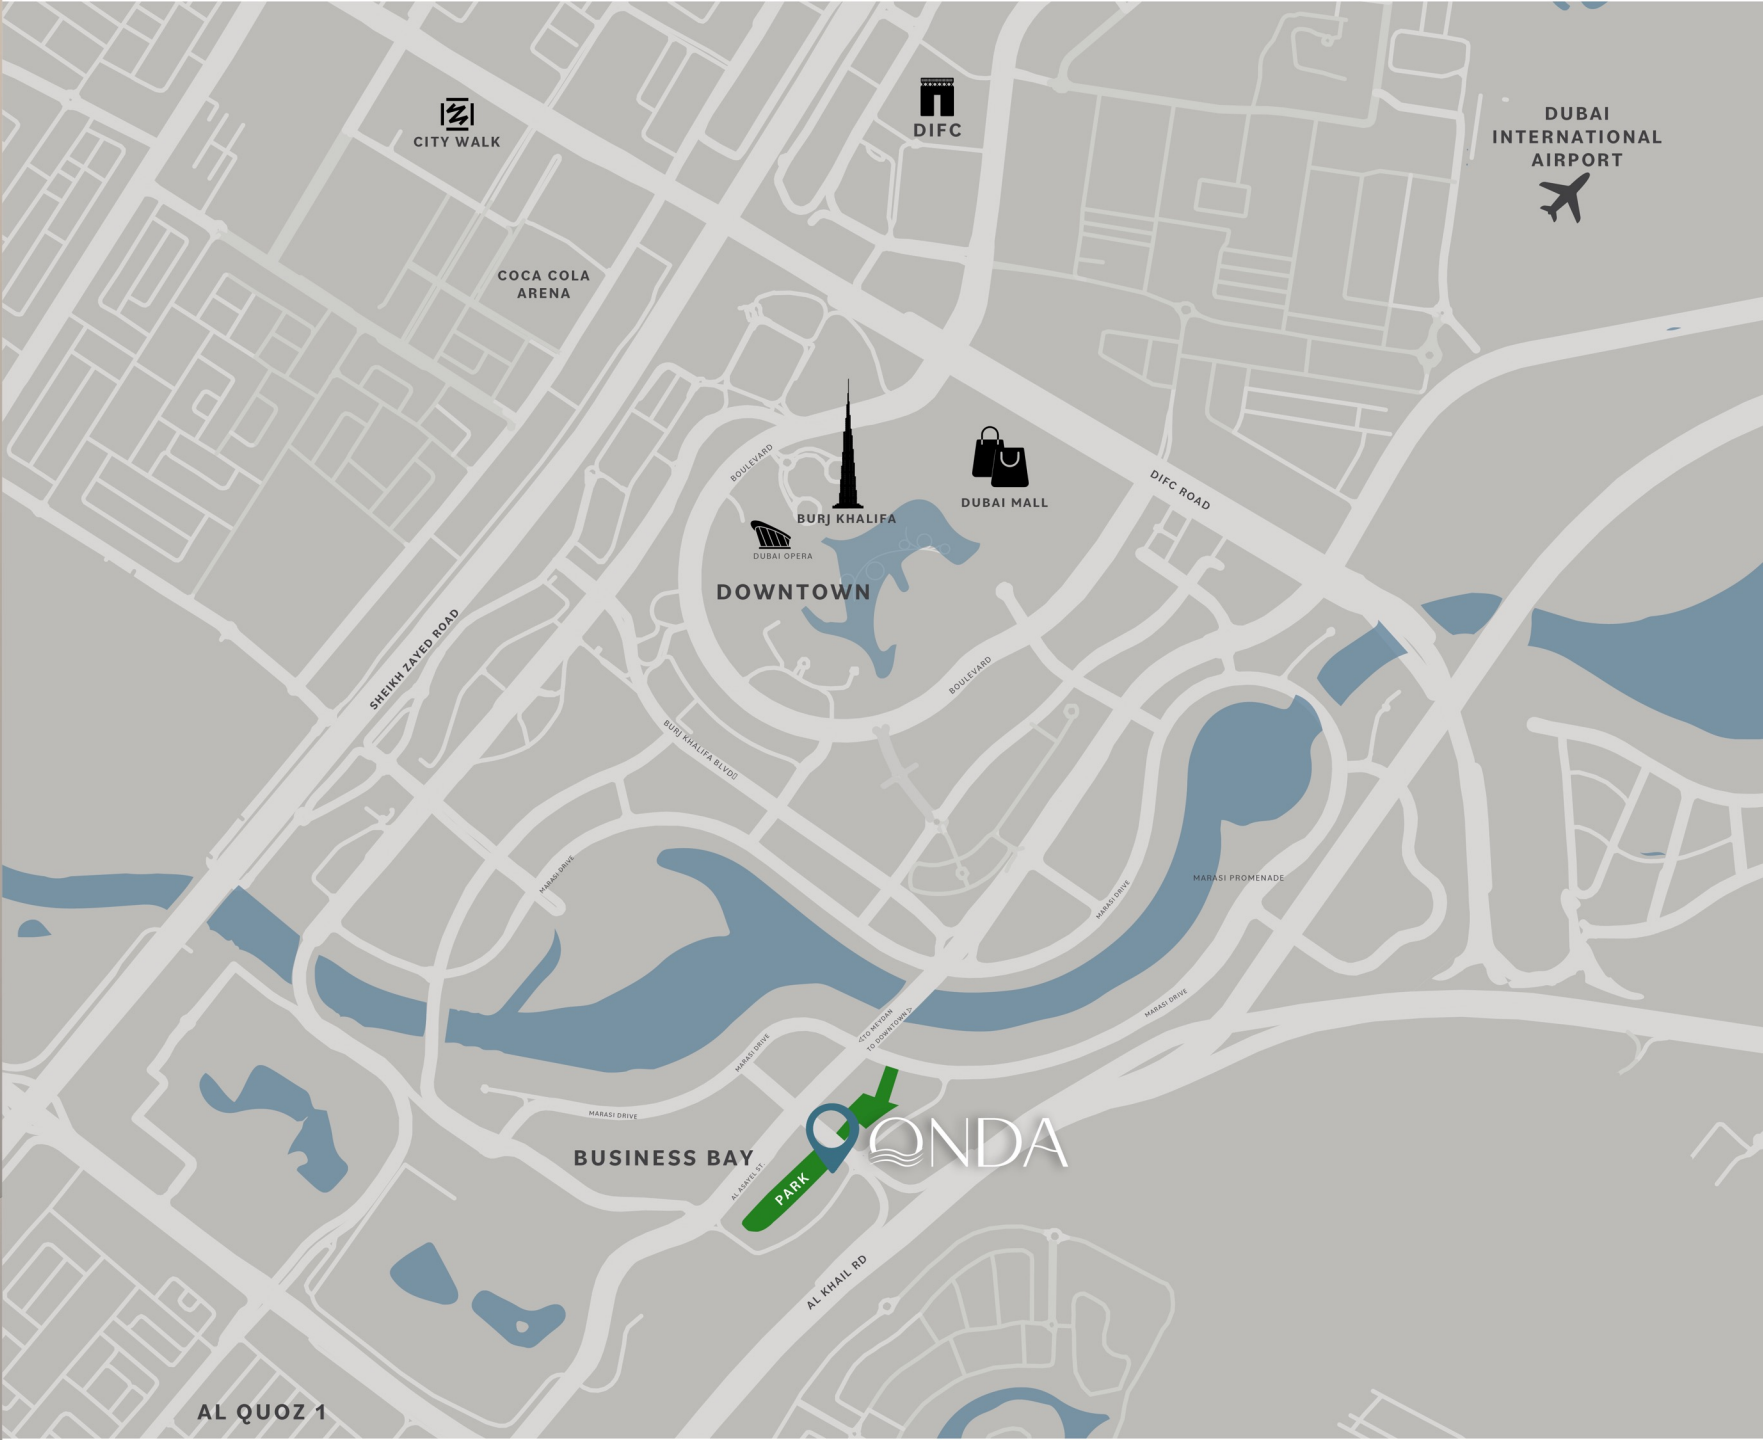 CITY WALK
DIFC
DUBAI
INTERNATIONAL
AIRPORT
COCA COLA
ARENA
BOULEVARD
DIFC ROAD
DUBAI MALL
BURJ KHALIFA
DUBAI OPERA
DOWNTOWN
SHEIKH ZAYED ROAD
BOULEVARD
BURJ KHALIFA BLVD▯
MARASI DRIVE
MARASI DRIVE
MARASI PROMENADE
MARASI DRIVE
◁TO MEYDAN
TO DOWNTOWN▷
MARASI DRIVE
MARASI DRIVE
ONDA
BUSINESS BAY
AL ASAYEL ST.
PARK
AL KHAIL RD
AL QUOZ 1